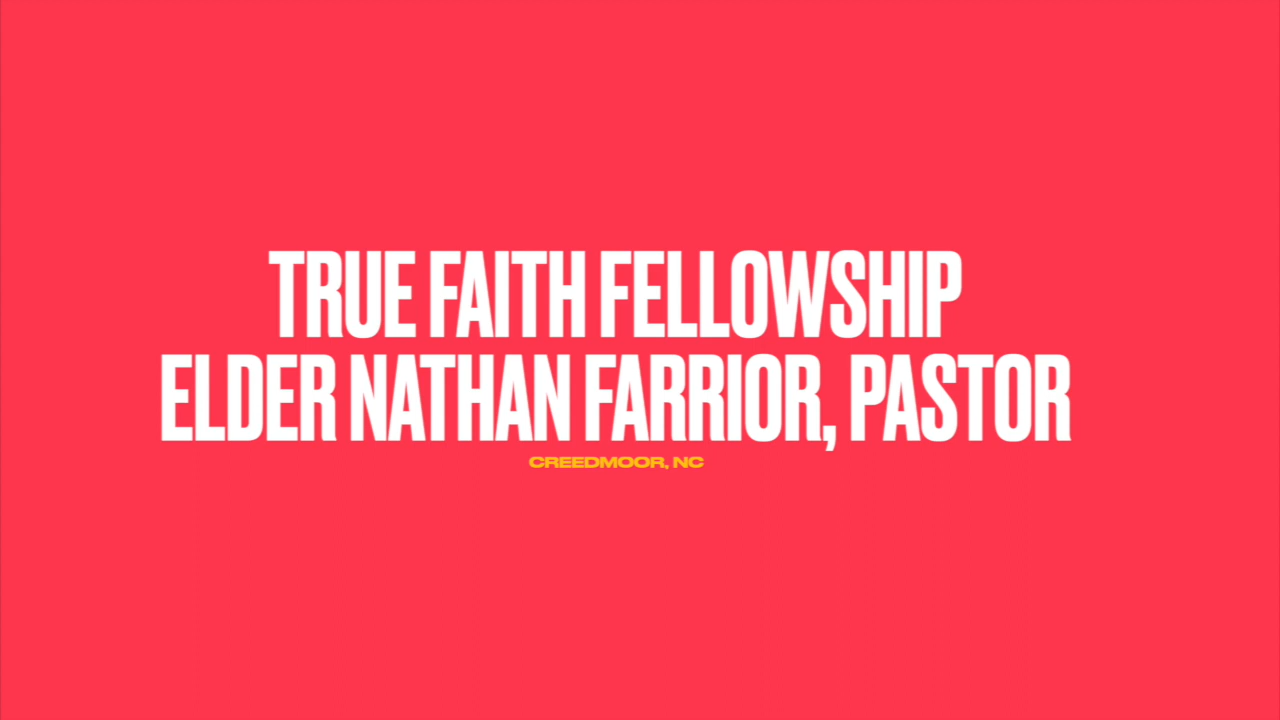 TRUE FAITH FELLOWSHIP
ELDER NATHAN FARRIOR, PASTOR
CREEDMOOR, NC